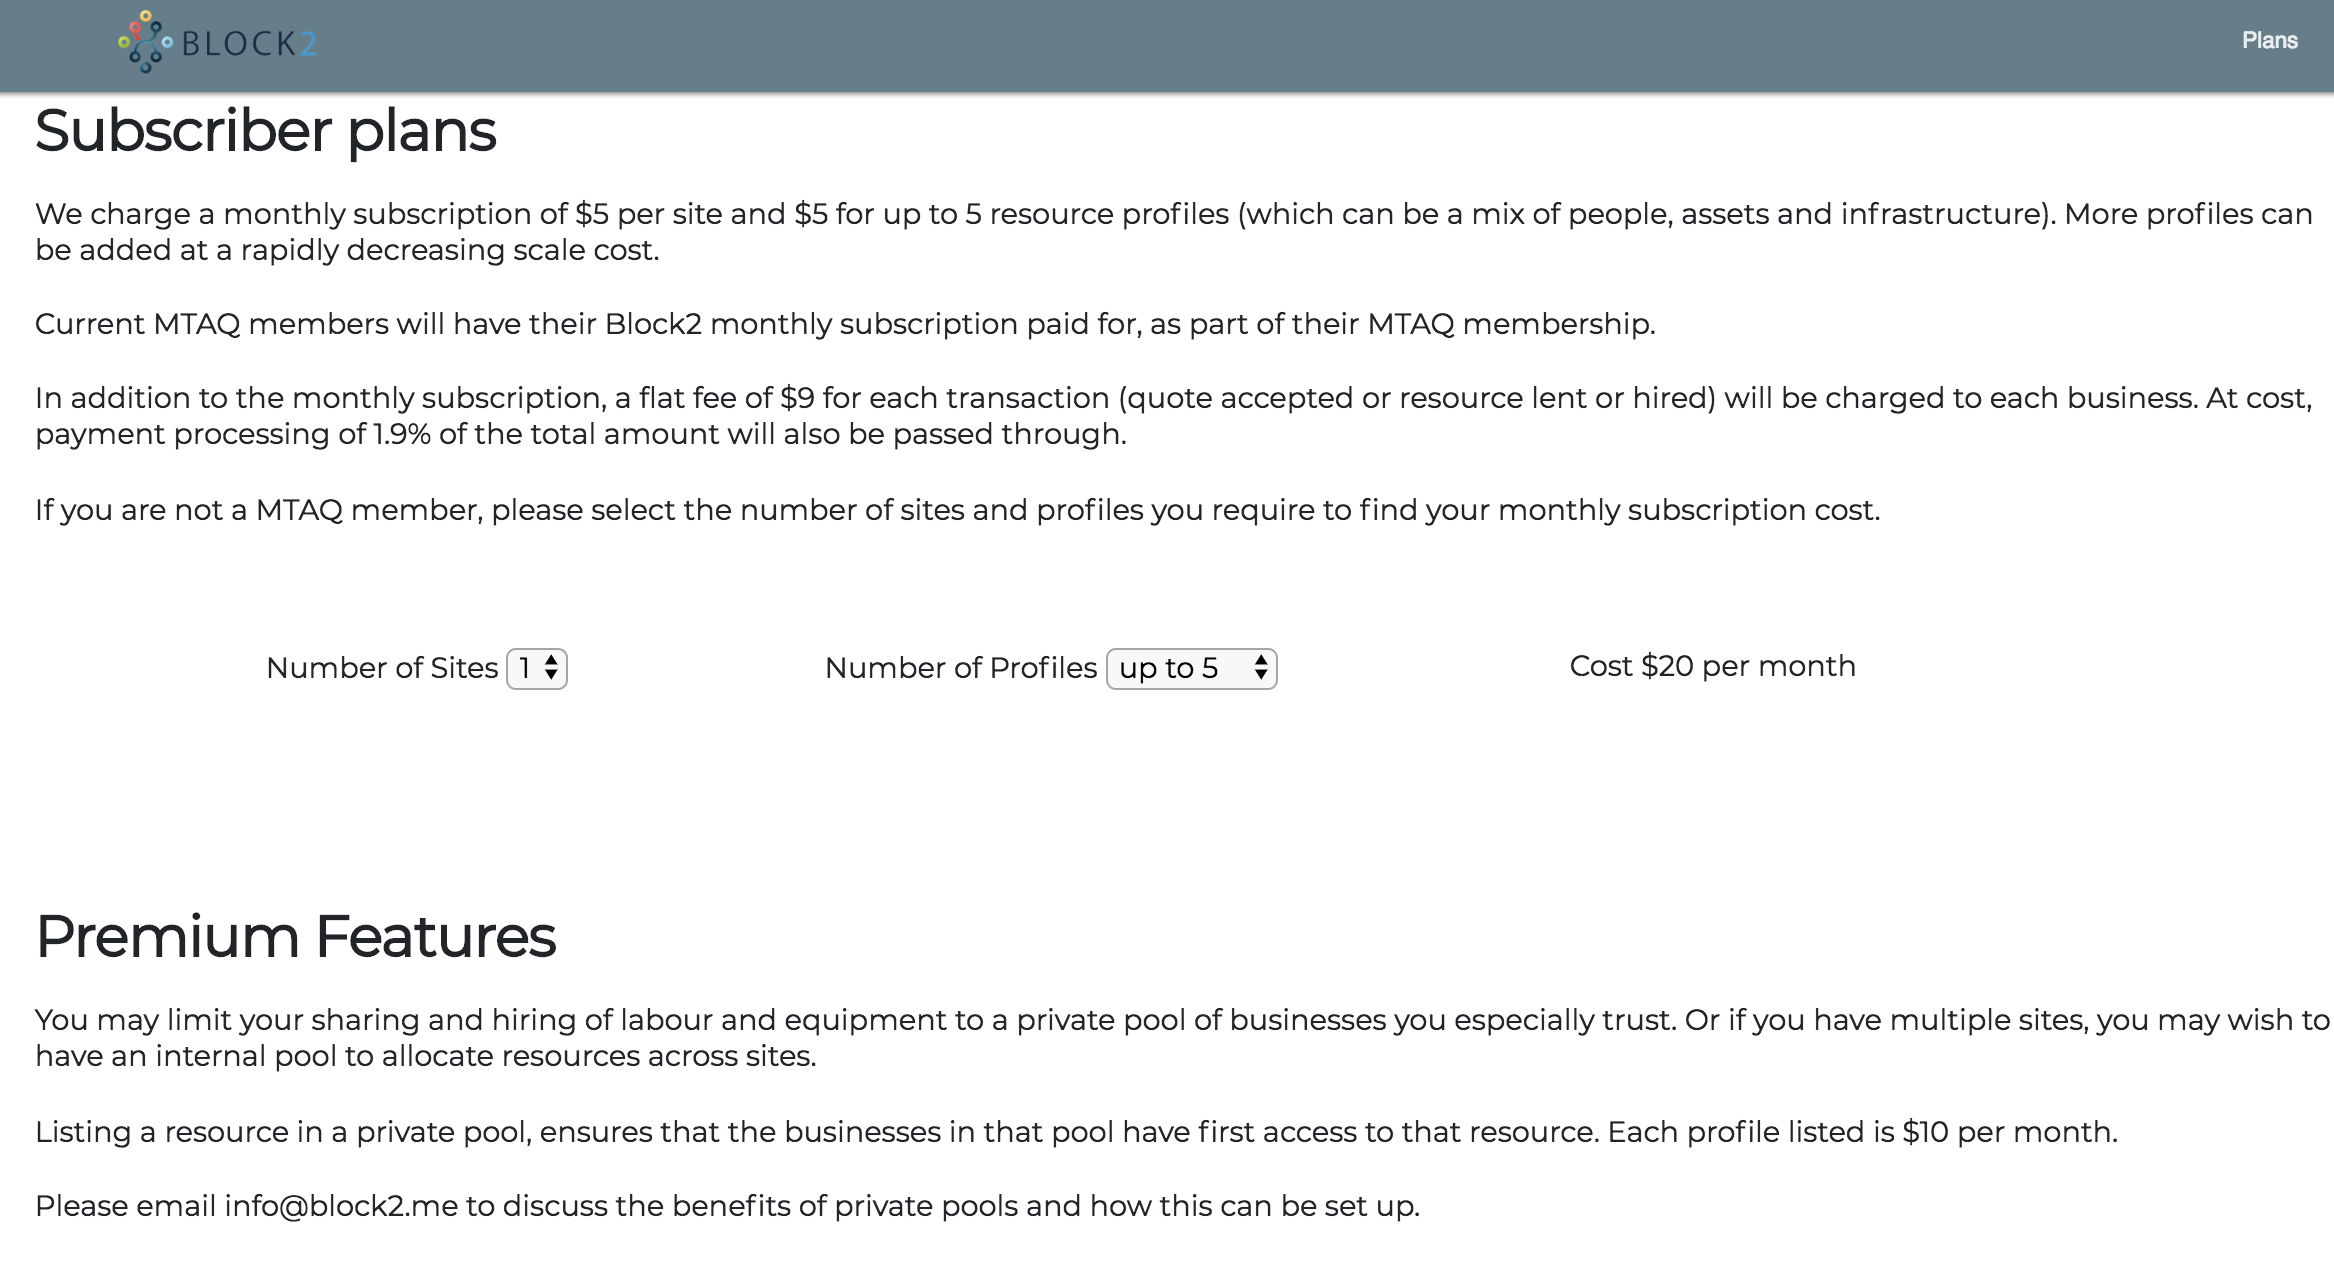 BLOCK2
Plans
Subscriber plans
We charge a monthly subscription of $5 per site and $5 for up to 5 resource profiles (which can be a mix of people, assets and infrastructure). More profiles can
be added at a rapidly decreasing scale cost.
Current MTAQ members will have their Block2 monthly subscription paid for, as part of their MTAQ membership.
In addition to the monthly subscription, a flat fee of $9 for each transaction (quote accepted or resource lent or hired) will be charged to each business. At cost,
payment processing of 1.9% of the total amount will also be passed through.
If you are not a MTAQ member, please select the number of sites and profiles you require to find your monthly subscription cost.
Number of Sites 1
Number of Profiles up to 5
Cost $20 per month
Premium Features
You may limit your sharing and hiring of labour and equipment to a private pool of businesses you especially trust. Or if you have multiple sites, you may wish to
have an internal pool to allocate resources across sites.
Listing a resource in a private pool, ensures that the businesses in that pool have first access to that resource. Each profile listed is $10 per month.
Please email info@block2.me to discuss the benefits of private pools and how this can be set up.